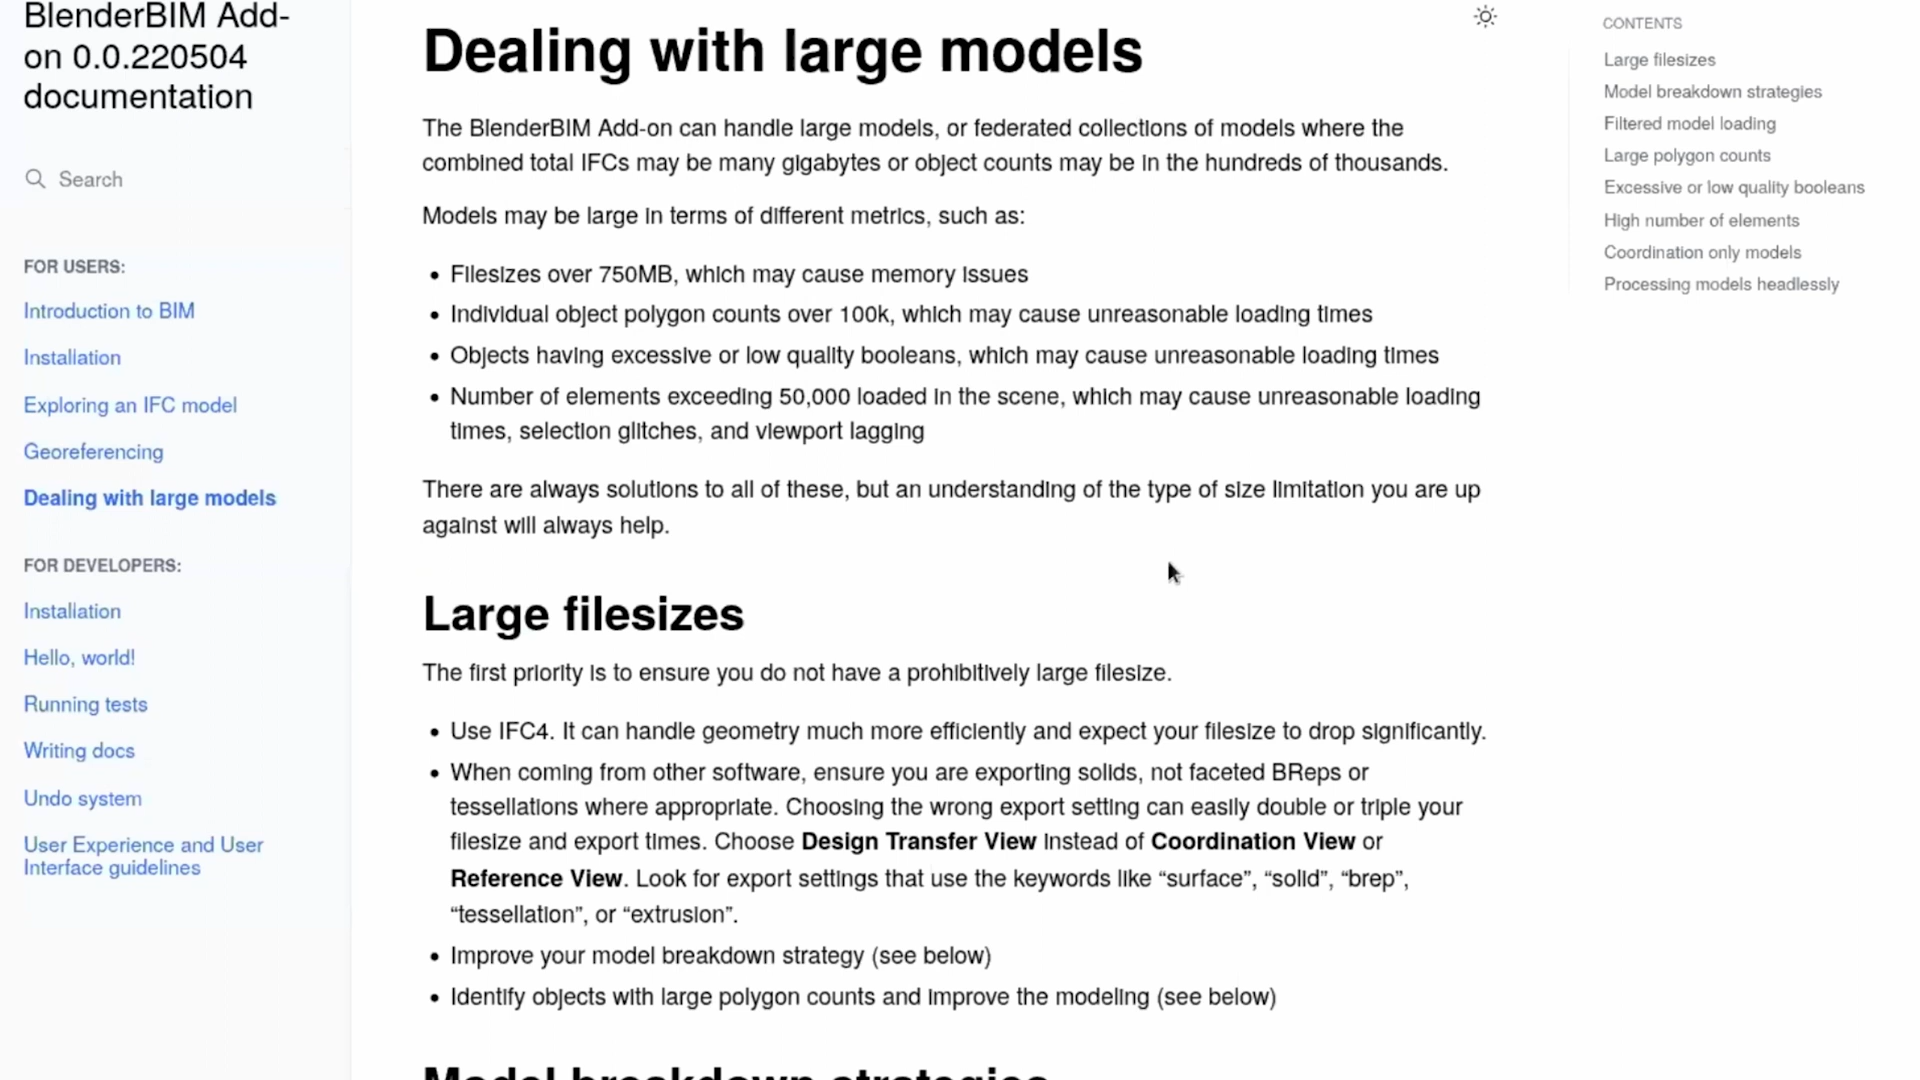 BlenderBIM Add-
on 0.0.220504
documentation
Search
FOR USERS:
Introduction to BIM
Installation
Exploring an IFC model
Georeferencing
Dealing with large models
FOR DEVELOPERS:
Installation
Hello, world!
Running tests
Writing docs
Undo system
User Experience and User
Interface guidelines
Dealing with large models
The BlenderBIM Add-on can handle large models, or federated collections of models where the
combined total IFCs may be many gigabytes or object counts may be in the hundreds of thousands.
Models may be large in terms of different metrics, such as:
• Filesizes over 750MB, which may cause memory issues
• Individual object polygon counts over 100k, which may cause unreasonable loading times
• Objects having excessive or low quality booleans, which may cause unreasonable loading times
• Number of elements exceeding 50,000 loaded in the scene, which may cause unreasonable loading
times, selection glitches, and viewport lagging
There are always solutions to all of these, but an understanding of the type of size limitation you are up
against will always help.
Large filesizes
The first priority is to ensure you do not have a prohibitively large filesize.
• Use IFC4. It can handle geometry much more efficiently and expect your filesize to drop significantly.
• When coming from other software, ensure you are exporting solids, not faceted BReps or
tessellations where appropriate. Choosing the wrong export setting can easily double or triple your
filesize and export times. Choose Design Transfer View instead of Coordination View or
Reference View. Look for export settings that use the keywords like “surface”, “solid”, “brep”,
“tessellation”, or “extrusion”.
• Improve your model breakdown strategy (see below)
• Identify objects with large polygon counts and improve the modeling (see below)
Model breakdown strategies
CONTENTS
Large filesizes
Model breakdown strategies
Filtered model loading
Large polygon counts
Excessive or low quality booleans
High number of elements
Coordination only models
Processing models headlessly